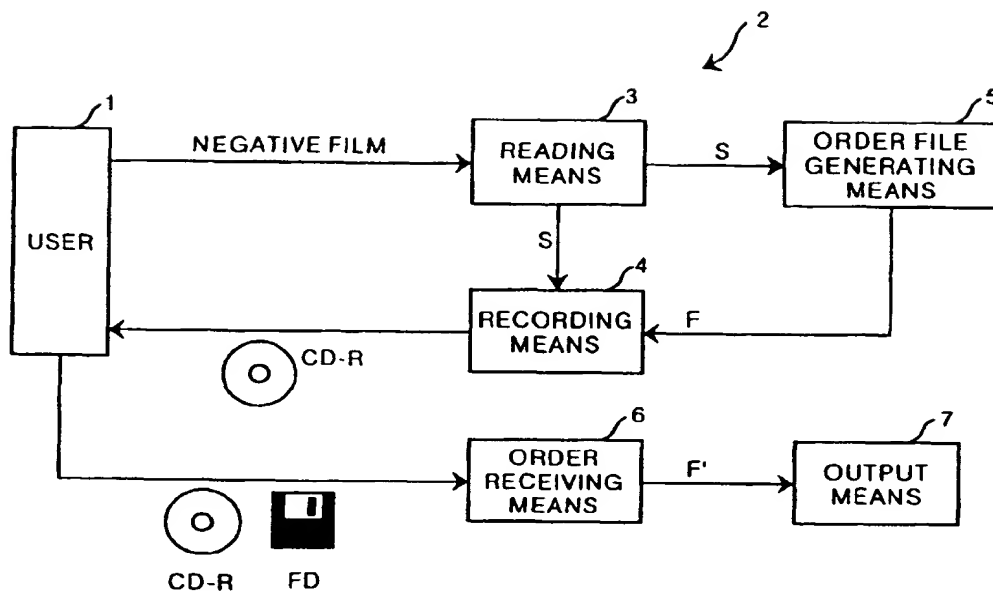 2
1
3
5
NEGATIVE FILM
READING
MEANS
S
ORDER FILE
GENERATING
MEANS
USER
S
4
RECORDING
MEANS
F
CD-R
6
7
ORDER
RECEIVING
MEANS
F'
OUTPUT
MEANS
CD-R
FD